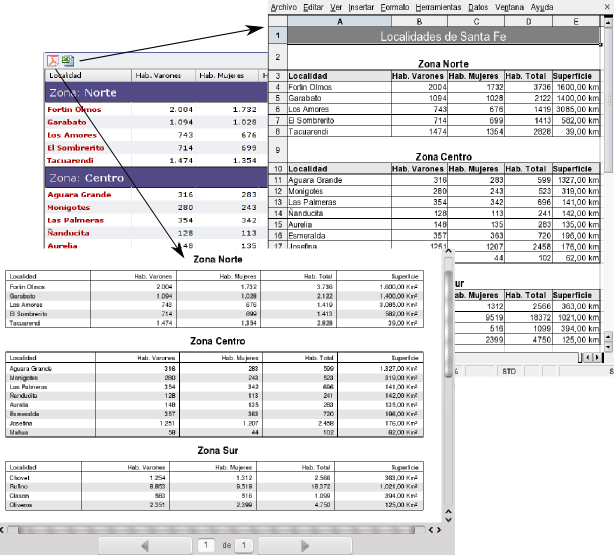 Archivo Editar Ver Insertar Formato Herramientas Datos Ventana Ayuda
A B C D E
1 Localidades de Santa Fe
2 Zona Norte
3 Localidad Hab. Varones Hab. Mujeres Hab. Total Superficie
4 Fortin Olmos 2004 1732 3736 1600,00 km
5 Garabato 1094 1028 2122 1400,00 km
6 Los Amores 743 676 1419 3085,00 km
7 El Sombrerito 714 699 1413 582,00 km
8 Tacuarendi 1474 1354 2828 39,00 km
9 Zona Centro
10 Localidad Hab. Varones Hab. Mujeres Hab. Total Superficie
11 Aguara Grande 316 283 599 1327,00 km
12 Monigotes 280 243 523 319,00 km
13 Las Palmeras 354 342 696 141,00 km
14 Ñanducita 128 113 241 142,00 km
15 Aurelia 148 135 283 135,00 km
16 Esmeralda 357 363 720 196,00 km
17 Josefina 1251 1207 2458 176,00 km
44 102 62,00 km
ur
ab. Mujeres Hab. Total Superficie
1312 2566 363,00 km
9519 18372 1021,00 km
516 1099 394,00 km
2399 4750 125,00 km
% STD S
Localidad Hab. Varones Hab. Mujeres H
Zona: Norte
Fortin Olmos 2.004 1.732
Garabato 1.094 1.028
Los Amores 743 676
El Sombrerito 714 699
Tacuarendi 1.474 1.354
Zona: Centro
Aguara Grande 316 283
Monigotes 280 243
Las Palmeras 354 342
Ñanducita 128 113
Aurelia 148 135
Zona Norte
Localidad Hab. Varones Hab. Mujeres Hab. Total Superficie
Fortin Olmos 2.004 1.732 3.736 1.600,00 Km²
Garabato 1.094 1.028 2.122 1.400,00 Km²
Los Amores 743 676 1.419 3.085,00 Km²
El Sombrerito 714 699 1.413 582,00 Km²
Tacuarendi 1.474 1.354 2.828 39,00 Km²
Zona Centro
Localidad Hab. Varones Hab. Mujeres Hab. Total Superficie
Aguara Grande 316 283 599 1.327,00 Km²
Monigotes 280 243 523 319,00 Km²
Las Palmeras 354 342 696 141,00 Km²
Ñanducita 128 113 241 142,00 Km²
Aurelia 148 135 283 135,00 Km²
Esmeralda 357 363 720 196,00 Km²
Josefina 1.251 1.207 2.458 176,00 Km²
Mahua 58 44 102 62,00 Km²
Zona Sur
Localidad Hab. Varones Hab. Mujeres Hab. Total Superficie
Chovet 1.254 1.312 2.566 363,00 Km²
Rufino 8.853 9.519 18.372 1.021,00 Km²
Clason 583 516 1.099 394,00 Km²
Oliveros 2.351 2.399 4.750 125,00 Km²
1 de 1